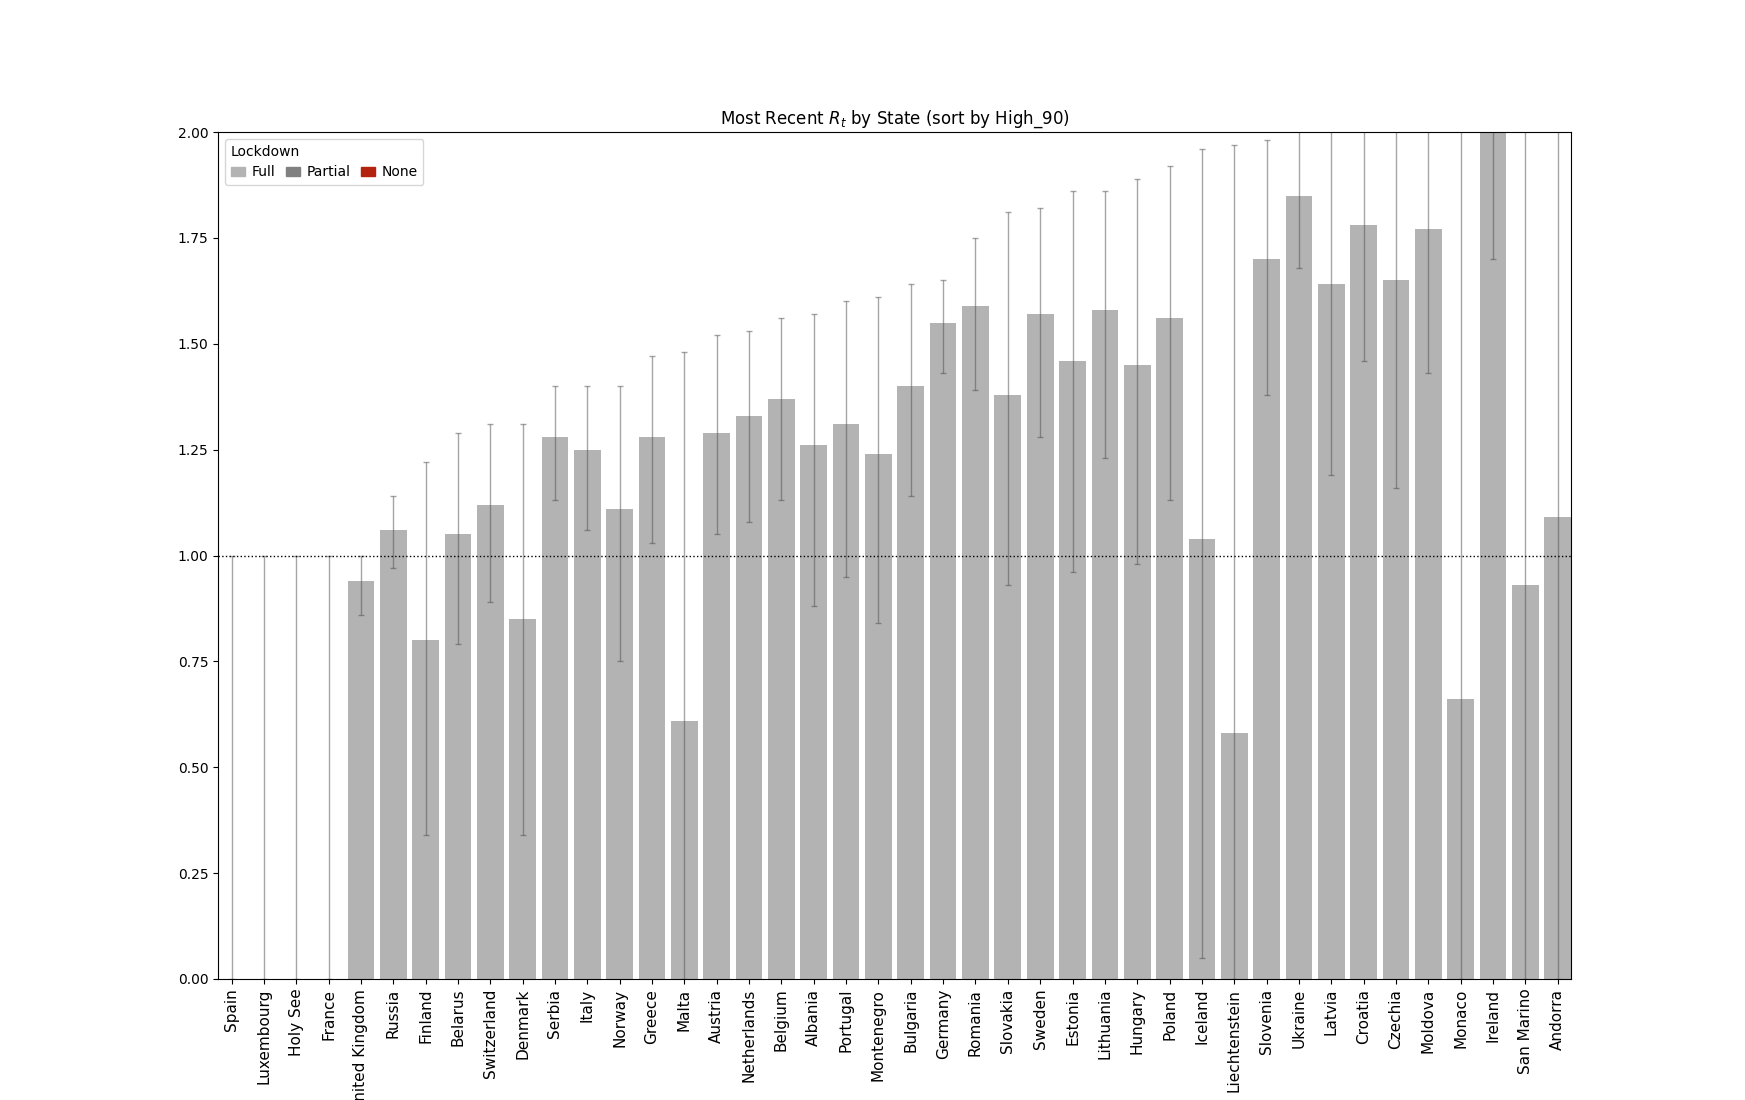 Most Recent R_t by State (sort by High_90)
Lockdown
Full Partial None
2.00
1.75
1.50
1.25
1.00
0.75
0.50
0.25
0.00
Spain
Luxembourg
Holy See
France
nited Kingdom
Russia
Finland
Belarus
Switzerland
Denmark
Serbia
Italy
Norway
Greece
Malta
Austria
Netherlands
Belgium
Albania
Portugal
Montenegro
Bulgaria
Germany
Romania
Slovakia
Sweden
Estonia
Lithuania
Hungary
Poland
Iceland
Liechtenstein
Slovenia
Ukraine
Latvia
Croatia
Czechia
Moldova
Monaco
Ireland
San Marino
Andorra